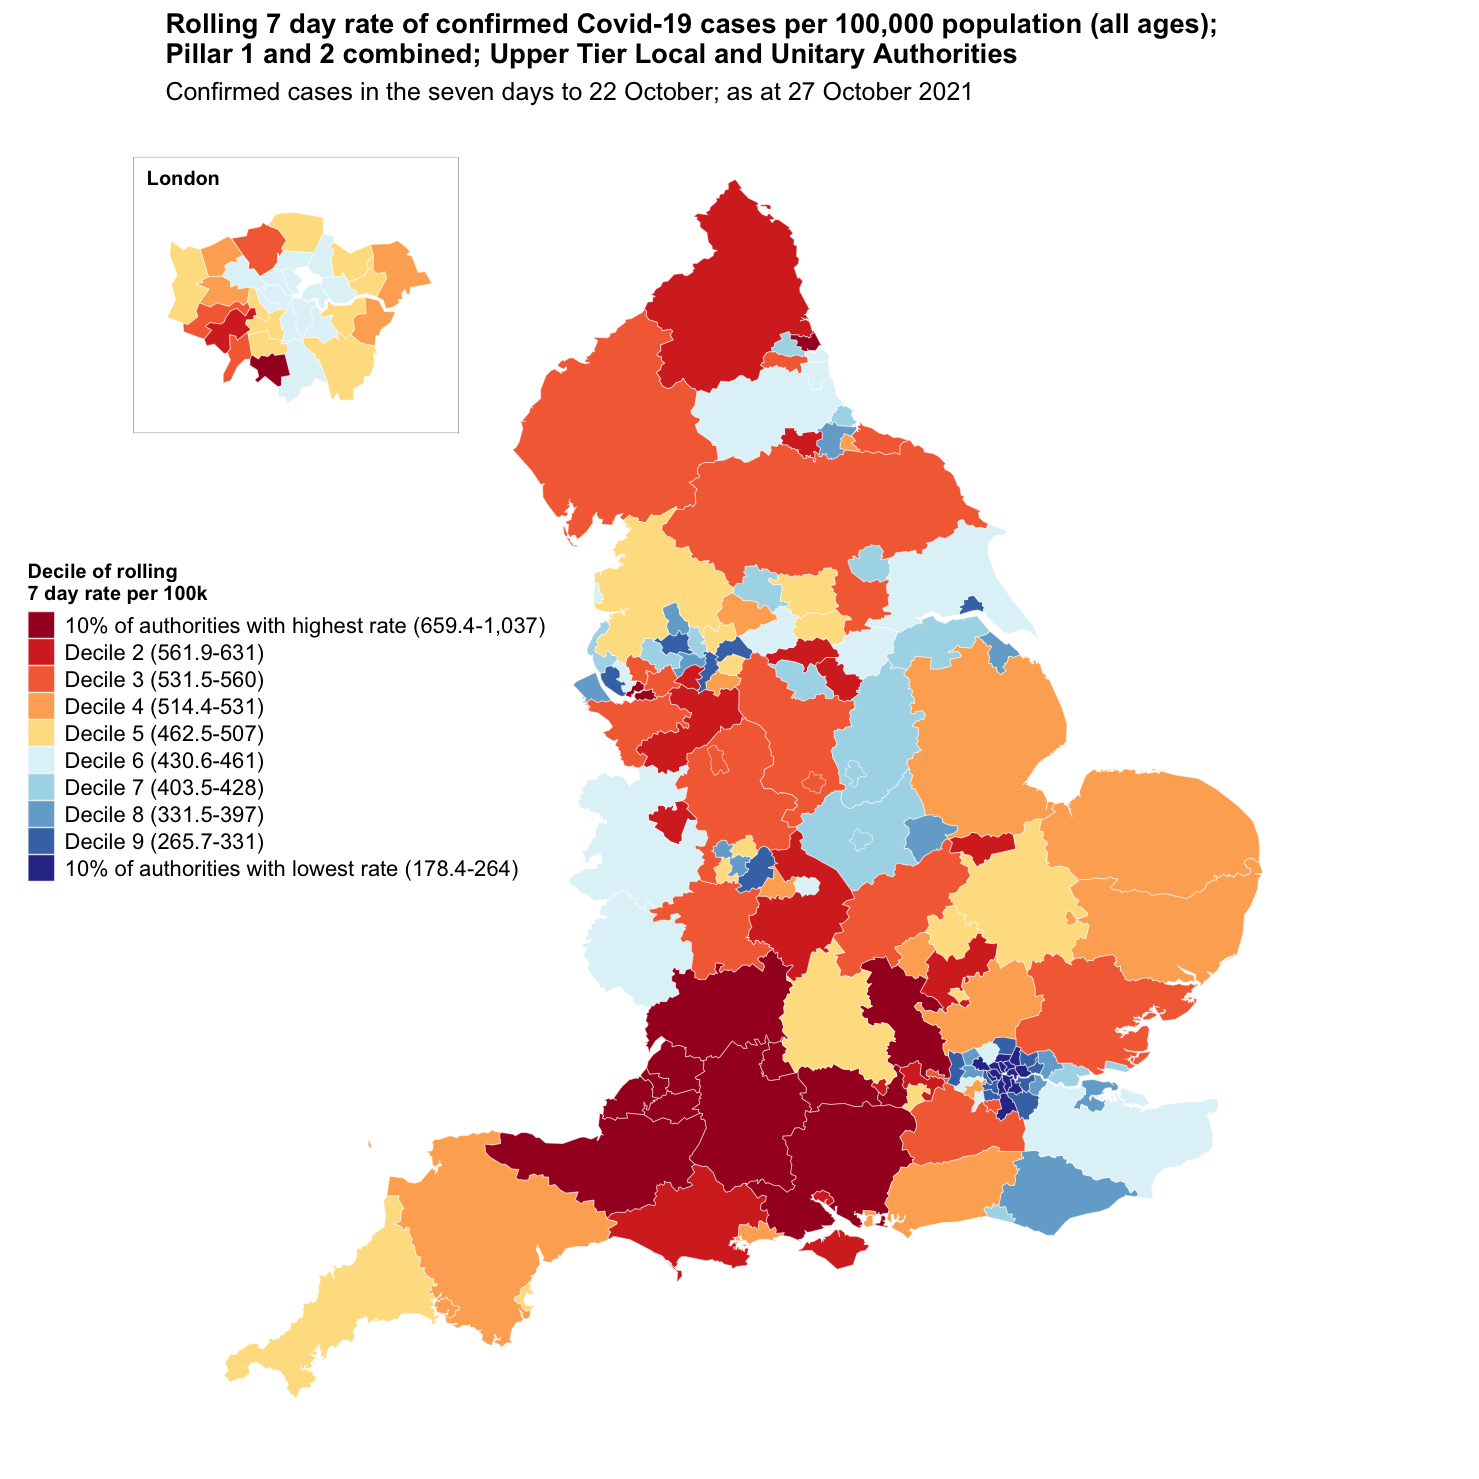 Rolling 7 day rate of confirmed Covid-19 cases per 100,000 population (all ages);
Pillar 1 and 2 combined; Upper Tier Local and Unitary Authorities
Confirmed cases in the seven days to 22 October; as at 27 October 2021
London
Decile of rolling
7 day rate per 100k
10% of authorities with highest rate (659.4-1,037)
Decile 2 (561.9-631)
Decile 3 (531.5-560)
Decile 4 (514.4-531)
Decile 5 (462.5-507)
Decile 6 (430.6-461)
Decile 7 (403.5-428)
Decile 8 (331.5-397)
Decile 9 (265.7-331)
10% of authorities with lowest rate (178.4-264)